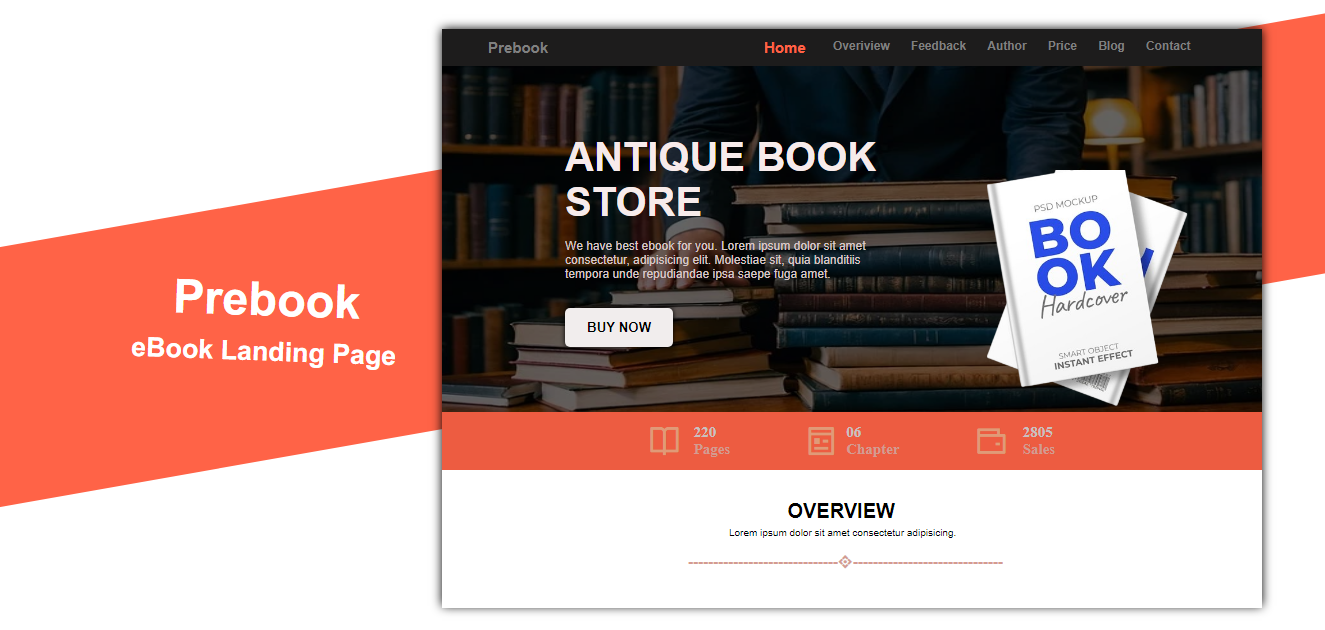 Prebook
eBook Landing Page
Prebook Home Overiview Feedback Author Price Blog Contact
ANTIQUE BOOK
STORE
We have best ebook for you. Lorem ipsum dolor sit amet
consectetur, adipisicing elit. Molestiae sit, quia blanditiis
tempora unde repudiandae ipsa saepe fuga amet.
BUY NOW
PSD MOCKUP
BO
OK
Hardcover
SMART OBJECT
INSTANT EFFECT
220
Pages
06
Chapter
2805
Sales
OVERVIEW
Lorem ipsum dolor sit amet consectetur adipisicing.